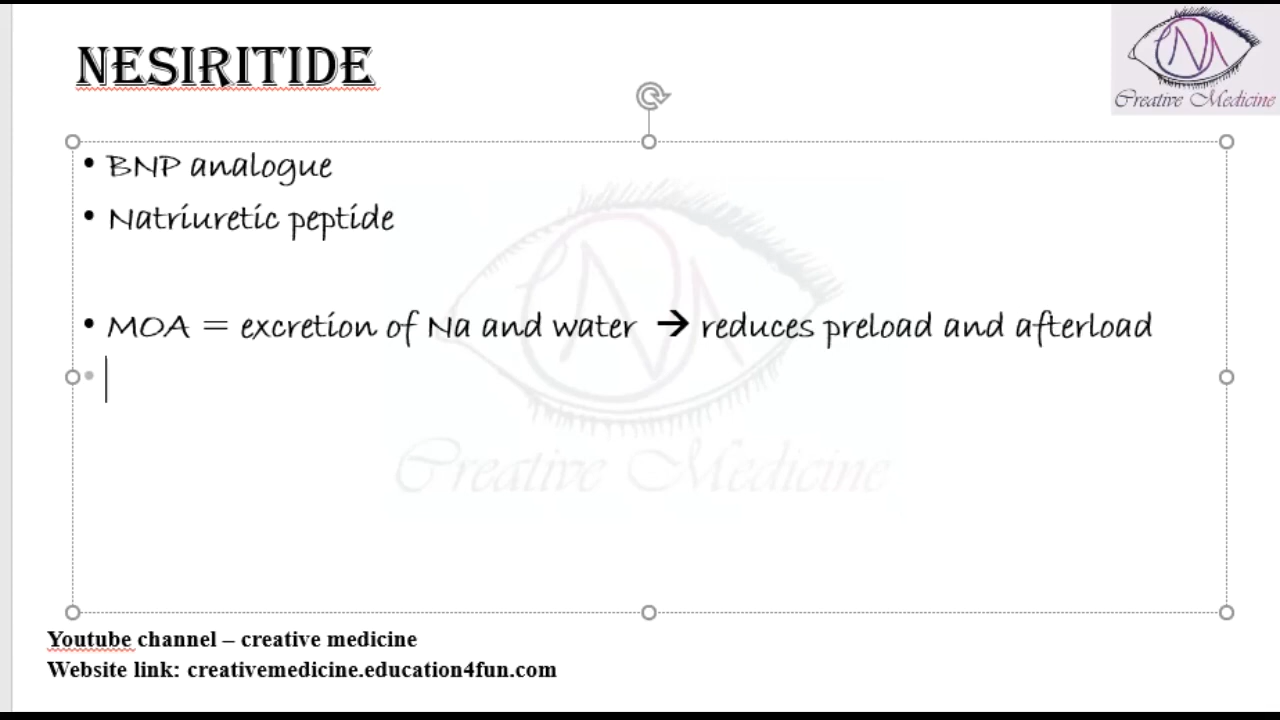 NESIRITIDE
Creative Medicine
• BNP analogue
• Natriuretic peptide
• MOA = excretion of Na and water → reduces preload and afterload
•
Creative Medicine
Youtube channel – creative medicine
Website link: creativemedicine.education4fun.com